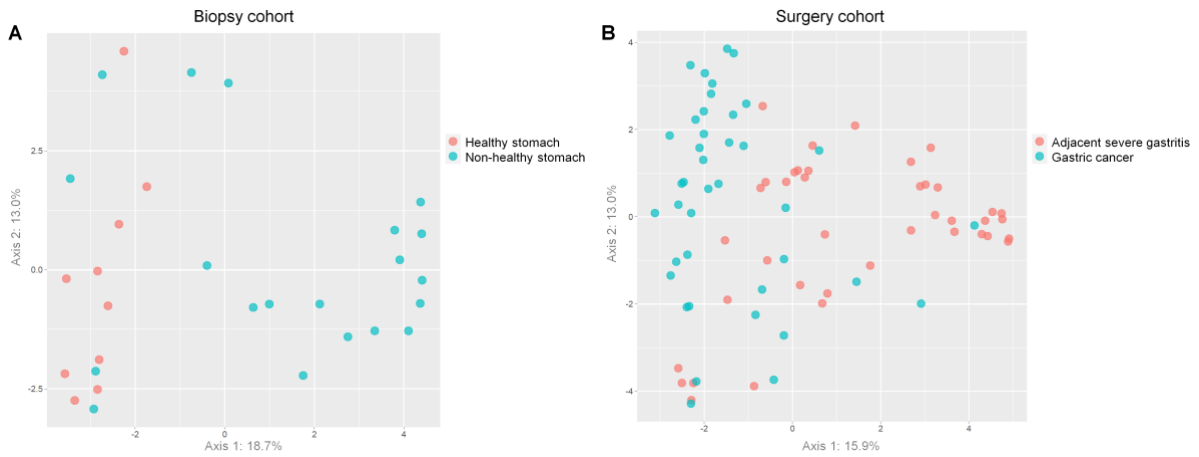 Biopsy cohort
A
2.5
0.0
-2.5
Axis 2: 13.0%
-2
0
2
4
Axis 1: 18.7%
Healthy stomach
Non-healthy stomach
Surgery cohort
B
4
2
0
-2
-4
Axis 2: 13.0%
-2
0
2
4
Axis 1: 15.9%
Adjacent severe gastritis
Gastric cancer